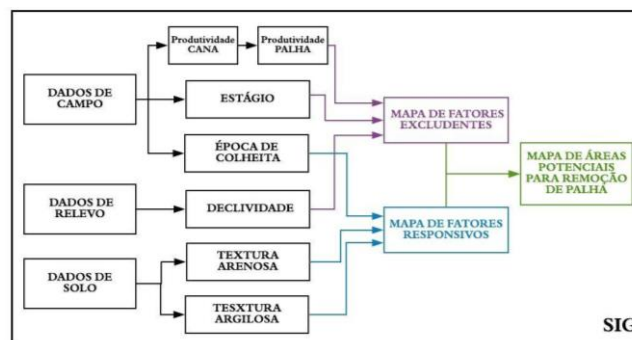 Produtividade
CANA
Produtividade
PALHA
DADOS DE
CAMPO
ESTÁGIO
MAPA DE FATORES
EXCLUDENTES
ÉPOCA DE
COLHEITA
MAPA DE ÁREAS
POTENCIAIS
PARA REMOÇÃO
DE PALHA
DADOS DE
RELEVO
DECLIVIDADE
MAPA DE FATORES
RESPONSIVOS
DADOS DE
SOLO
TEXTURA
ARENOSA
TESXTURA
ARGILOSA
SIG